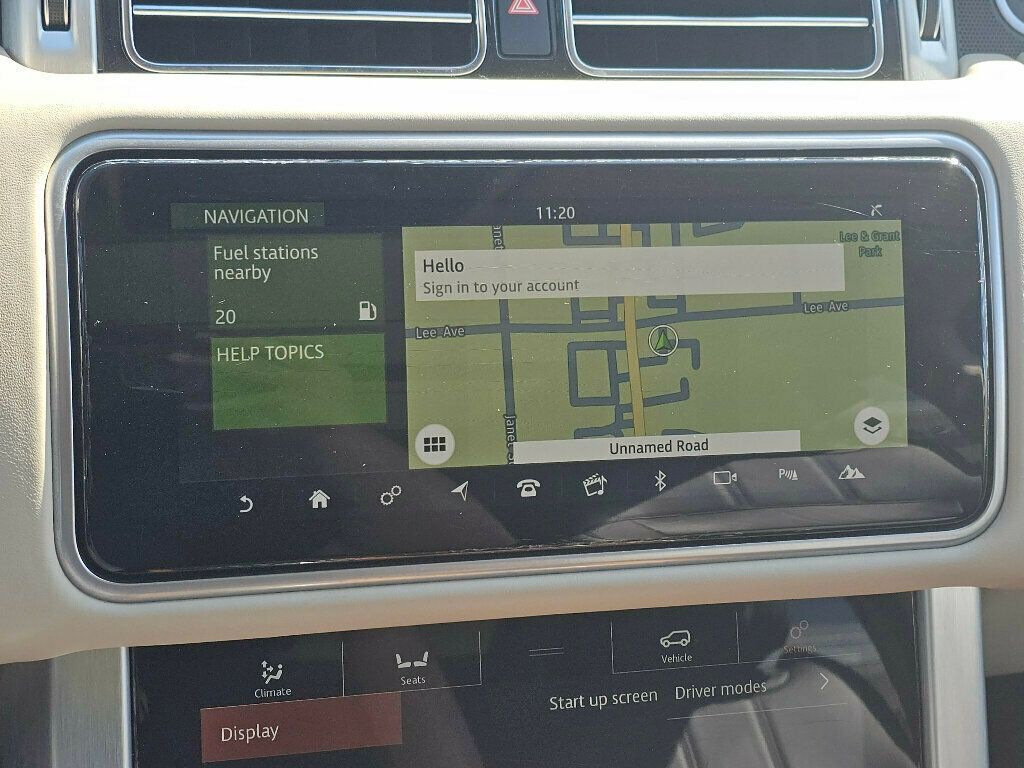 NAVIGATION
11:20
Fuel stations
nearby
20
HELP TOPICS
Hello
Sign in to your account
Lee & Grant
Park
Lee Ave
Lee Ave
Unnamed Road
Climate
Seats
Vehicle
Settings
Start up screen
Driver modes
Display